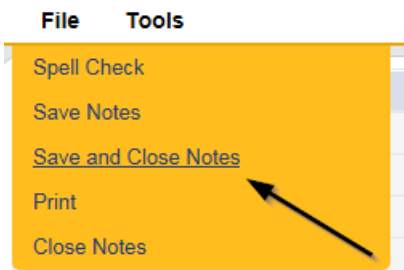 File Tools
Spell Check
Save Notes
Save and Close Notes
Print
Close Notes